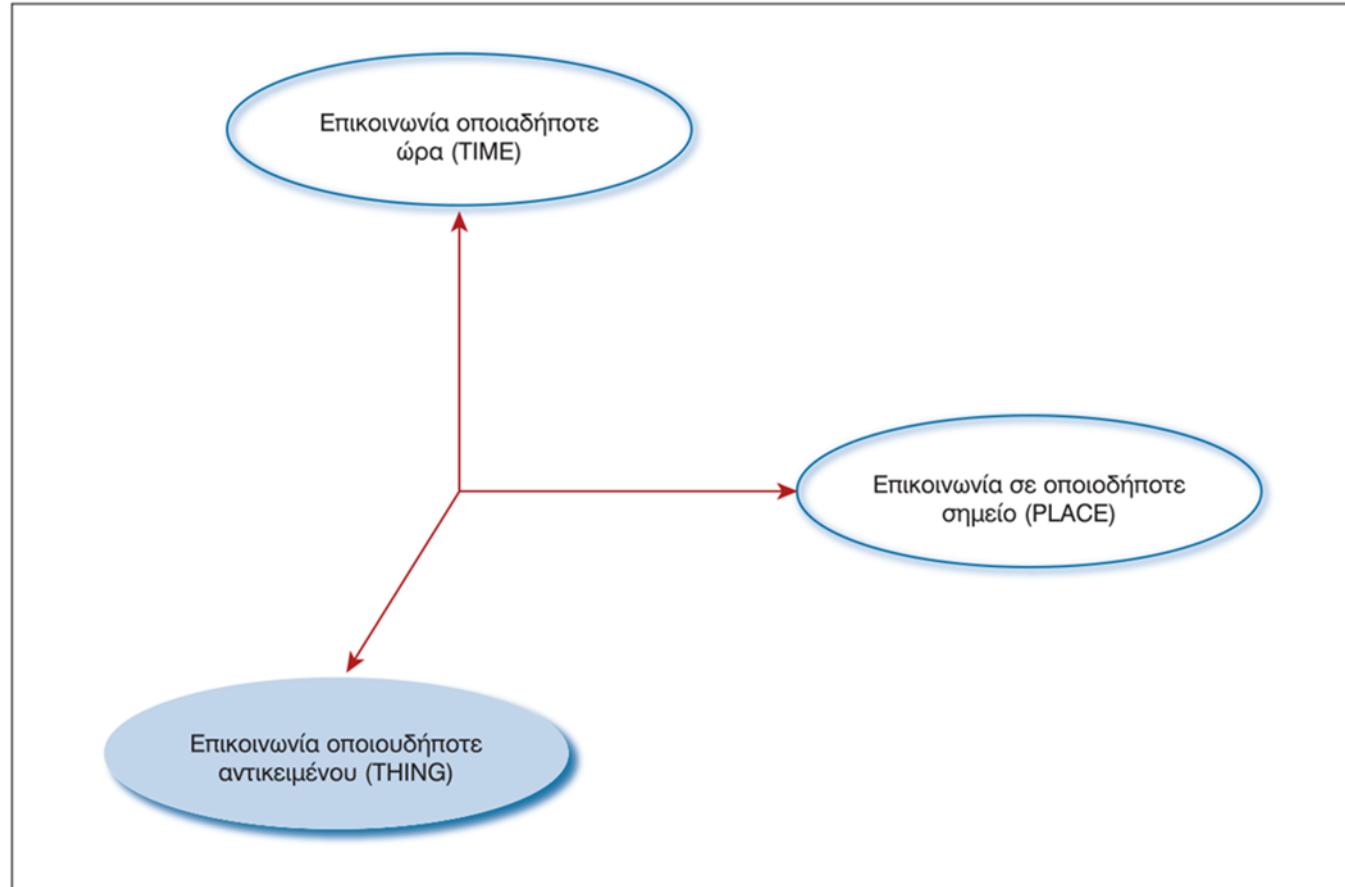 Επικοινωνία οποιαδήποτε
ώρα (TIME)
Επικοινωνία σε οποιοδήποτε
σημείο (PLACE)
Επικοινωνία οποιουδήποτε
αντικειμένου (THING)